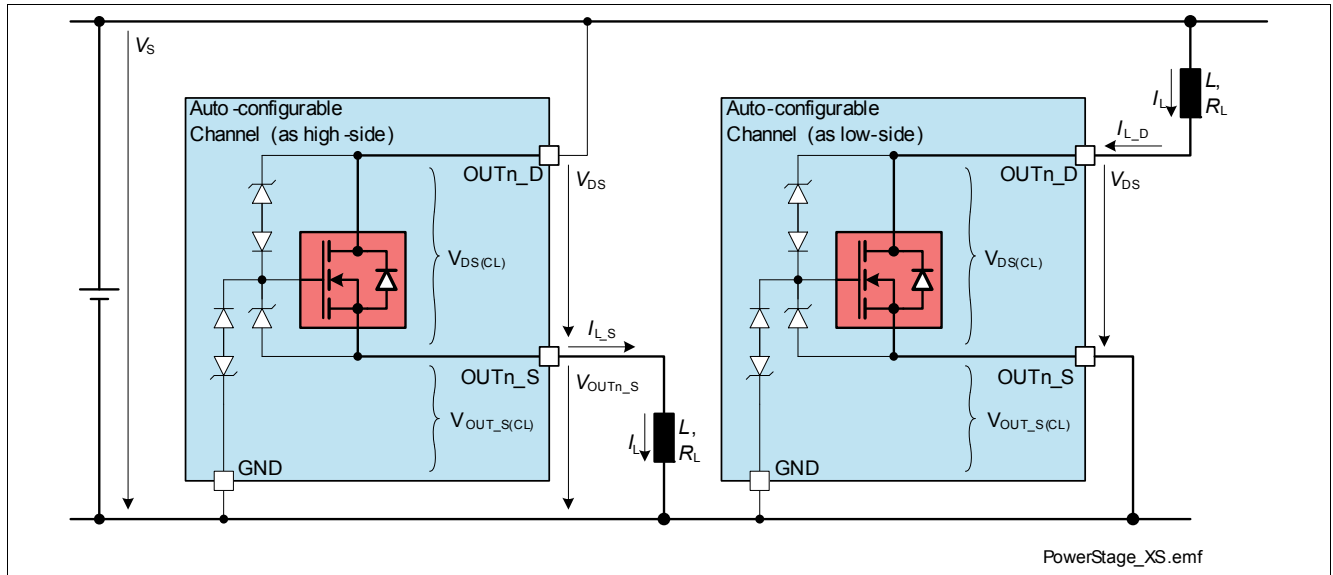 VS
Auto-configurable
Channel (as high-side)
OUTn_D
VDS
VDS(CL)
IL_S
OUTn_S
VOUTn_S
VOUT_S(CL)
IL
L,
RL
GND
Auto-configurable
Channel (as low-side)
IL
L,
RL
IL_D
OUTn_D
VDS
VDS(CL)
OUTn_S
VOUT_S(CL)
GND
PowerStage_XS.emf